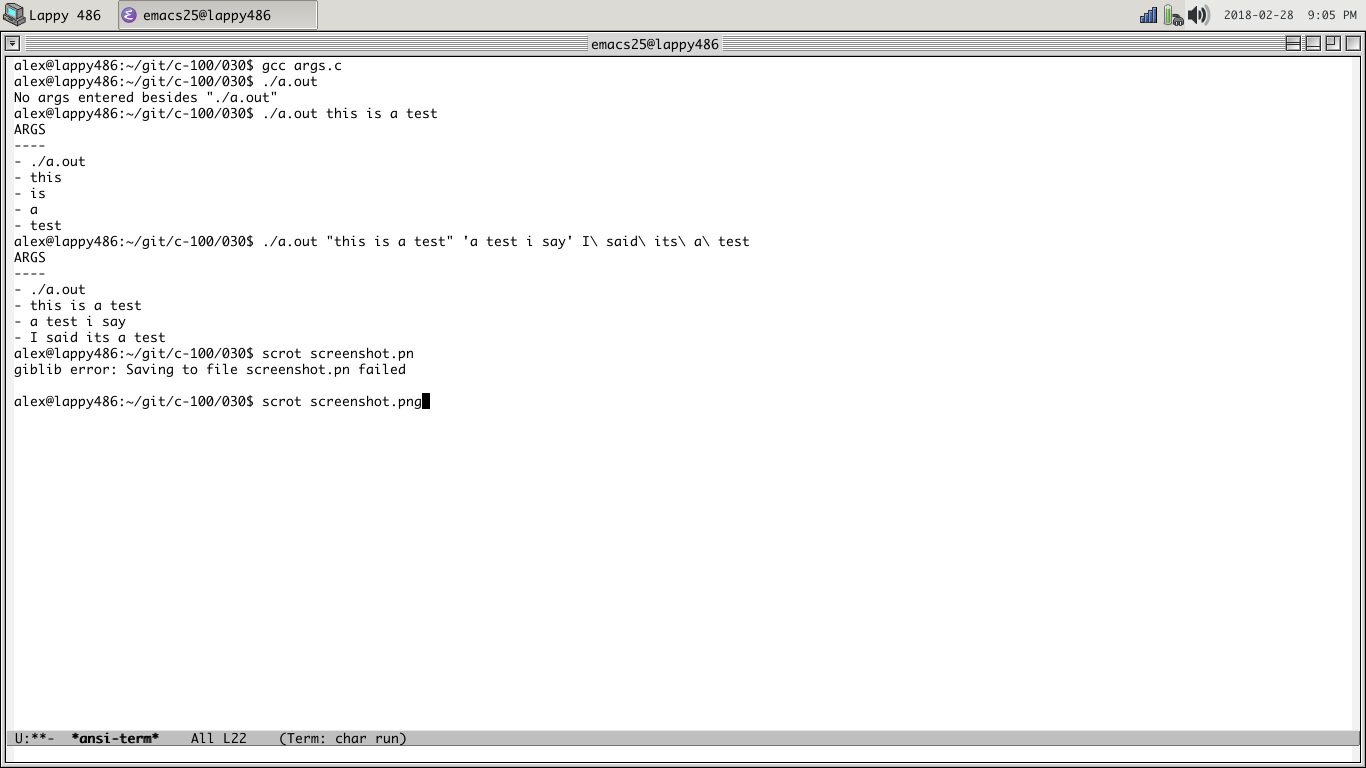 Lappy 486 emacs25@lappy486 2018-02-28 9:05 PM
emacs25@lappy486
alex@lappy486:~/git/c-100/030$ gcc args.c
alex@lappy486:~/git/c-100/030$ ./a.out
No args entered besides "./a.out"
alex@lappy486:~/git/c-100/030$ ./a.out this is a test
ARGS
----
- ./a.out
- this
- is
- a
- test
alex@lappy486:~/git/c-100/030$ ./a.out "this is a test" 'a test i say' I\ said\ its\ a\ test
ARGS
----
- ./a.out
- this is a test
- a test i say
- I said its a test
alex@lappy486:~/git/c-100/030$ scrot screenshot.pn
giblib error: Saving to file screenshot.pn failed
alex@lappy486:~/git/c-100/030$ scrot screenshot.png
U:**-  *ansi-term*    All L22    (Term: char run)